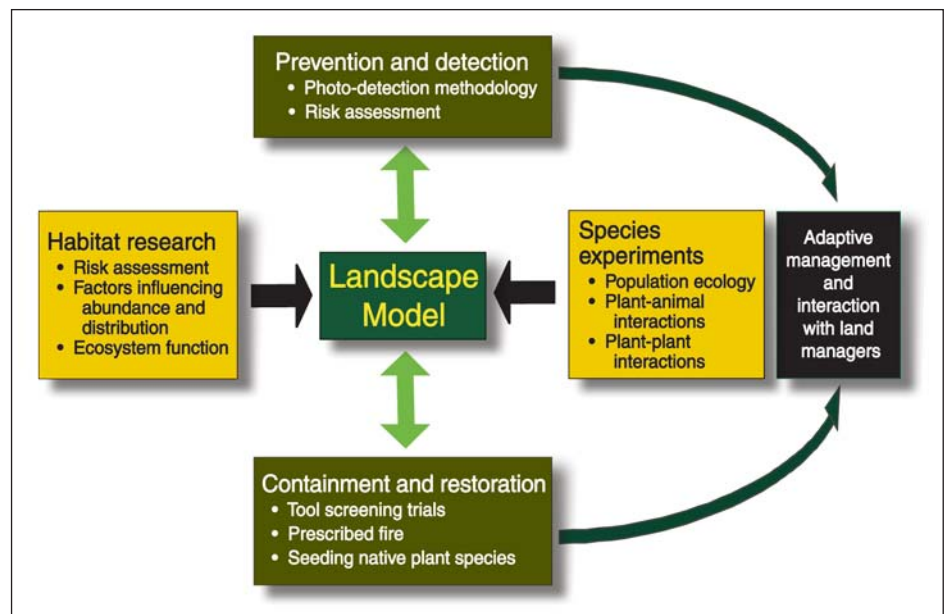 Prevention and detection
• Photo-detection methodology
• Risk assessment
Habitat research
• Risk assessment
• Factors influencing
abundance and
distribution
• Ecosystem function
Landscape
Model
Species
experiments
• Population ecology
• Plant-animal
interactions
• Plant-plant
interactions
Adaptive
management
and
interaction
with land
managers
Containment and restoration
• Tool screening trials
• Prescribed fire
• Seeding native plant species